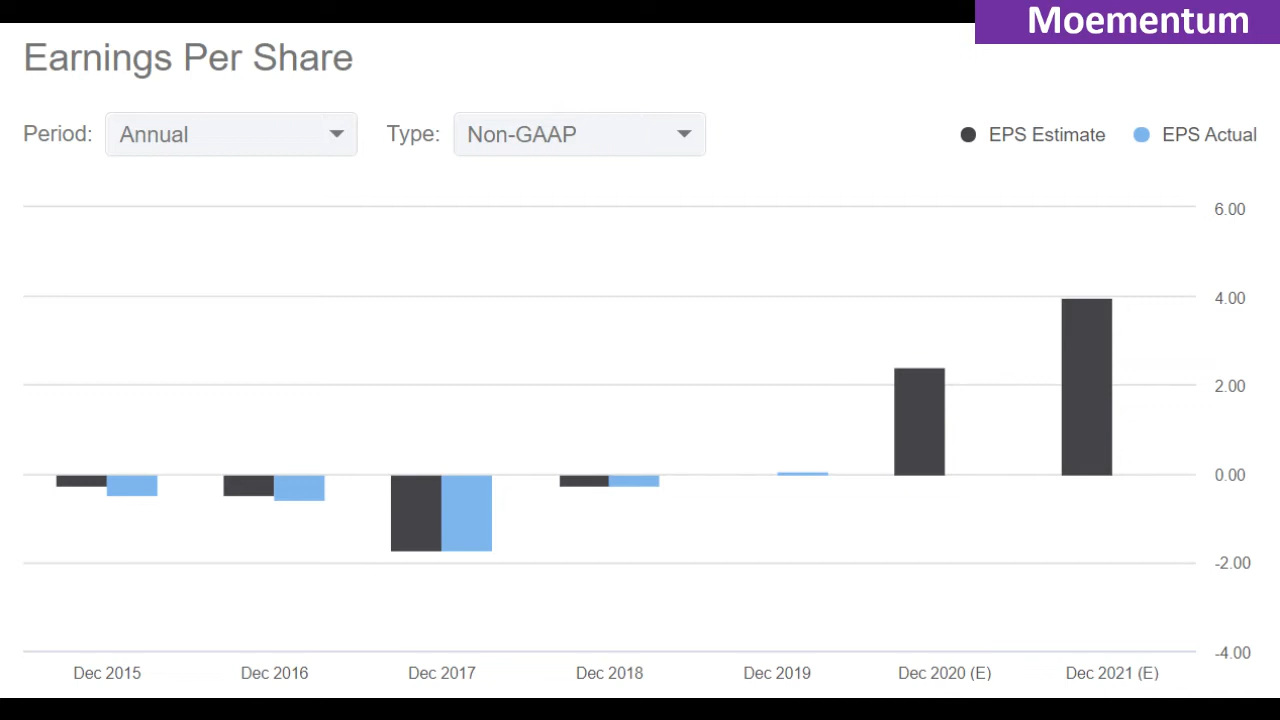 Moementum
Earnings Per Share
Period: Annual Type: Non-GAAP EPS Estimate EPS Actual
6.00
4.00
2.00
0.00
-2.00
-4.00
Dec 2015 Dec 2016 Dec 2017 Dec 2018 Dec 2019 Dec 2020 (E) Dec 2021 (E)